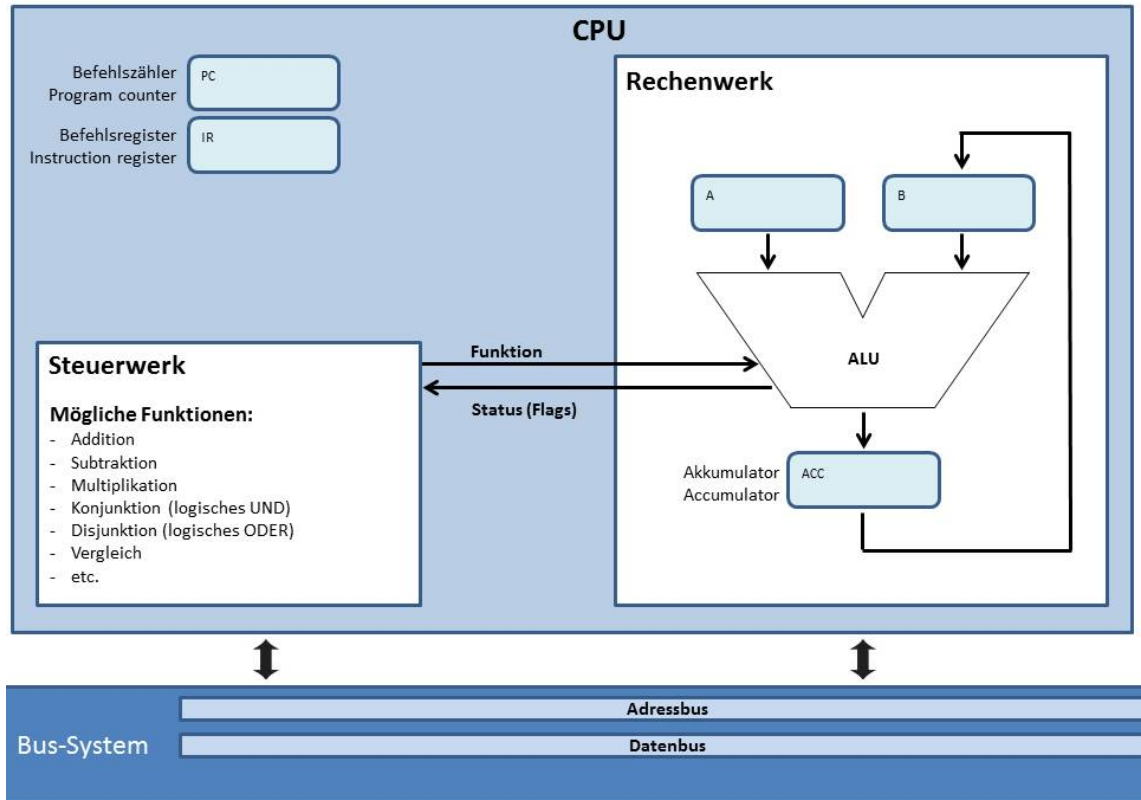 CPU
Befehlszähler
Program counter
PC
Befehlsregister
Instruction register
IR
Rechenwerk
A
B
ALU
Akkumulator
Accumulator
ACC
Funktion
Status (Flags)
Steuerwerk
Mögliche Funktionen:
- Addition
- Subtraktion
- Multiplikation
- Konjunktion (logisches UND)
- Disjunktion (logisches ODER)
- Vergleich
- etc.
Bus-System
Adressbus
Datenbus